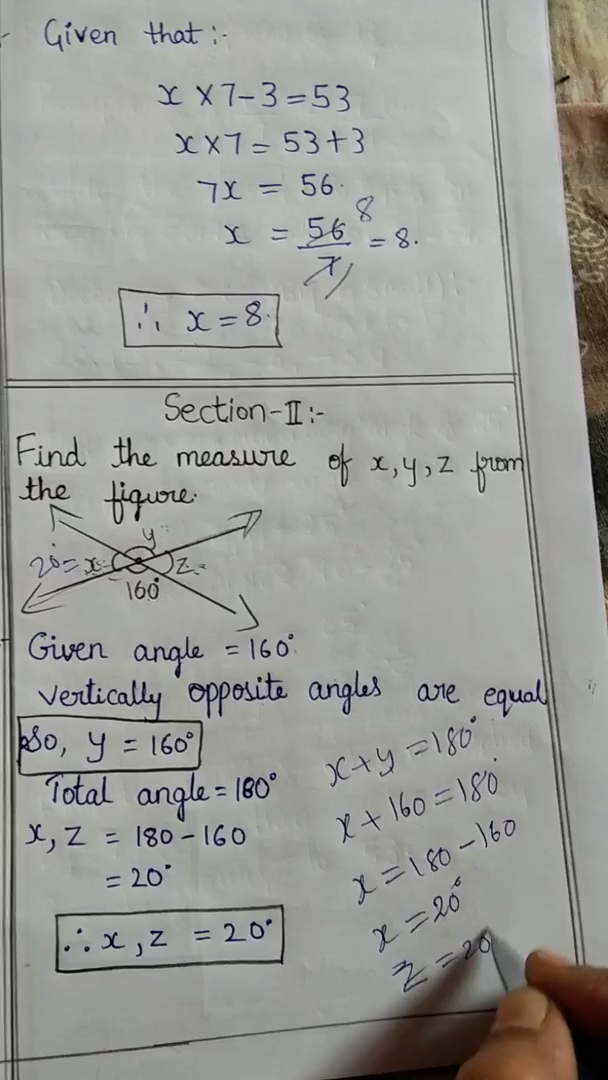 Given that :-
x × 7 - 3 = 53
x × 7 = 53 + 3
7x = 56.
x = 56/7 = 8.
8
∴ x = 8.
Section-II:-
Find the measure of x, y, z from
the figure.
y
20° = x
z
160°
Given angle = 160°
vertically opposite angles are equal
So, y = 160°
Total angle = 180°
x, z = 180 - 160
= 20°
∴ x, z = 20°
x + y = 180°
x + 160 = 180°
x = 180 - 160
x = 20°
z = 20